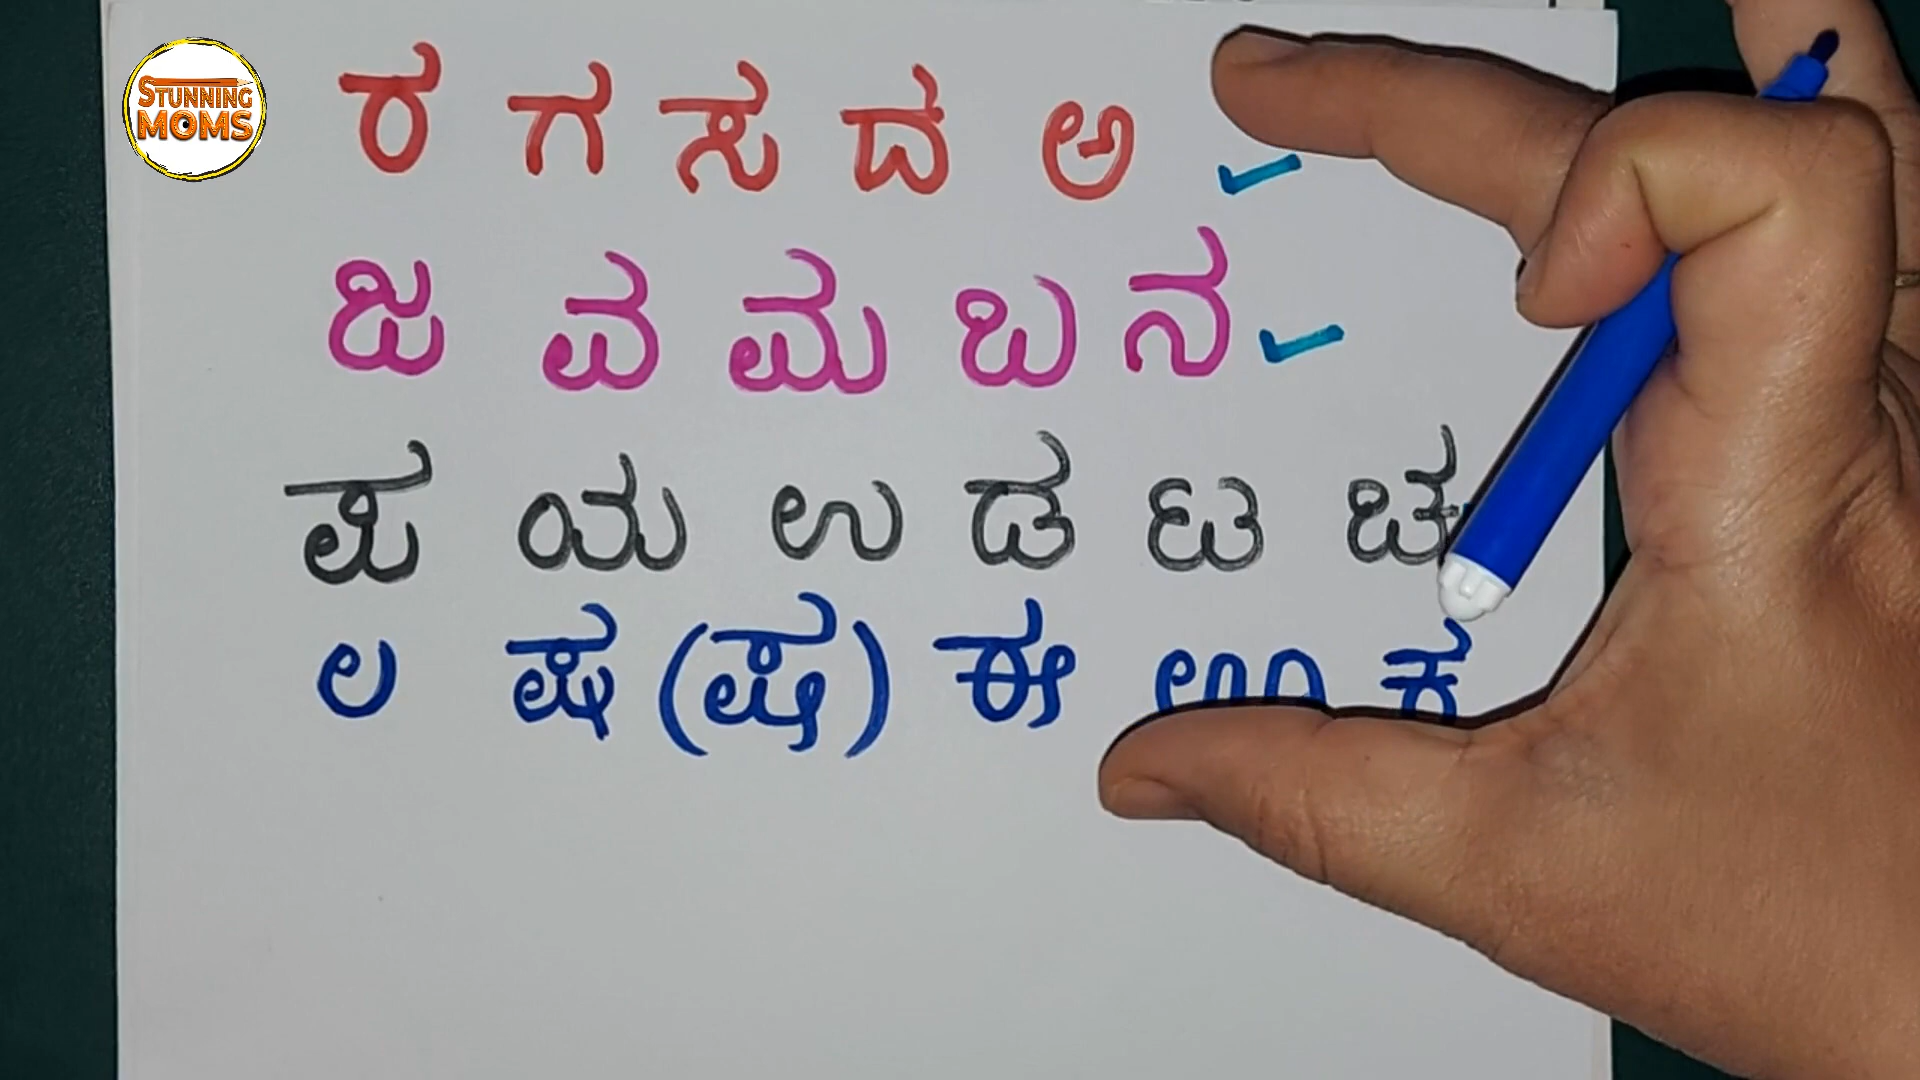 STUNNING
MOMS
ರ ಗ ಸ ದ ಅ
ಜ ವ ಮ ಬ ನ
ಪ ಯ ಉ ಡ ಟ ಚ
ಲ ಷ (ಷ) ಈ ಊ ಕ